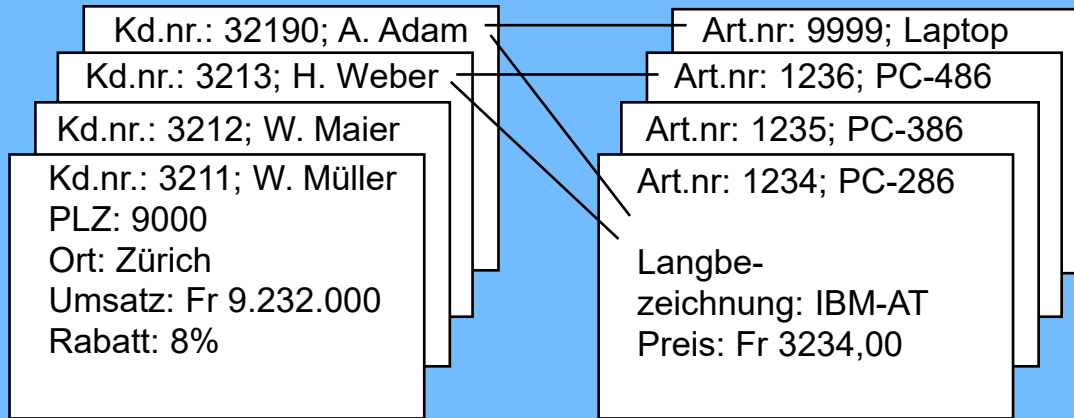 Kd.nr.: 32190; A. Adam
Kd.nr.: 3213; H. Weber
Kd.nr.: 3212; W. Maier
Kd.nr.: 3211; W. Müller
PLZ: 9000
Ort: Zürich
Umsatz: Fr 9.232.000
Rabatt: 8%
Art.nr: 9999; Laptop
Art.nr: 1236; PC-486
Art.nr: 1235; PC-386
Art.nr: 1234; PC-286
Langbe-
zeichnung: IBM-AT
Preis: Fr 3234,00